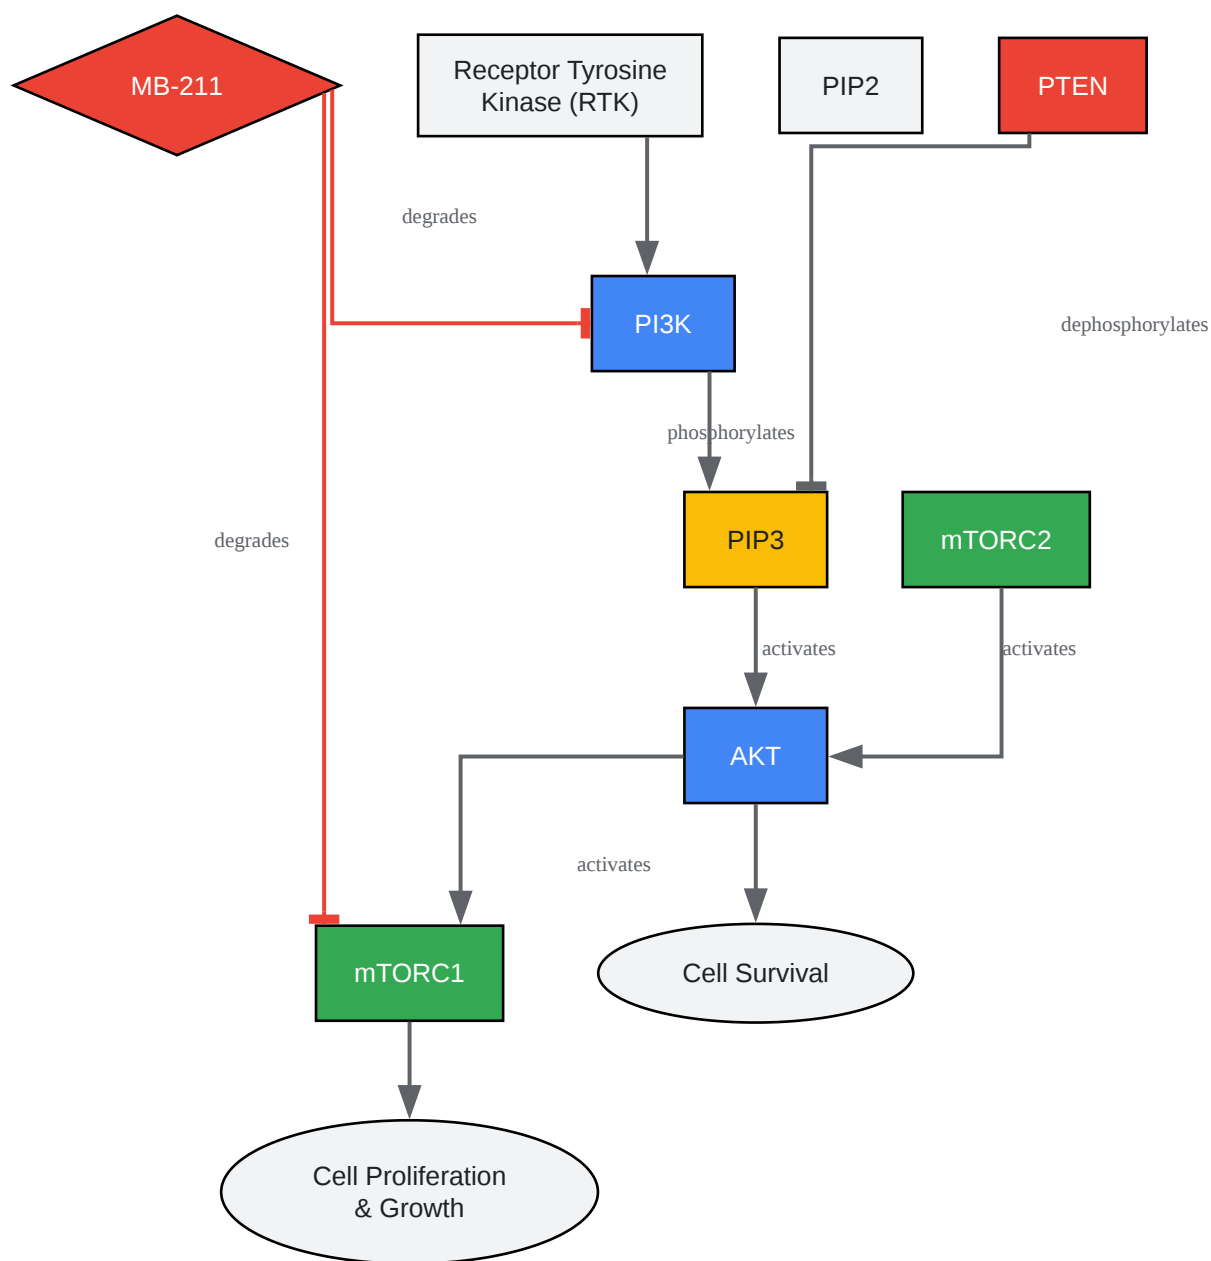 MB-211
Receptor Tyrosine
Kinase (RTK)
PIP2
PTEN
degrades
PI3K
dephosphorylates
phosphorylates
degrades
PIP3
mTORC2
activates
activates
AKT
activates
mTORC1
Cell Survival
Cell Proliferation
& Growth